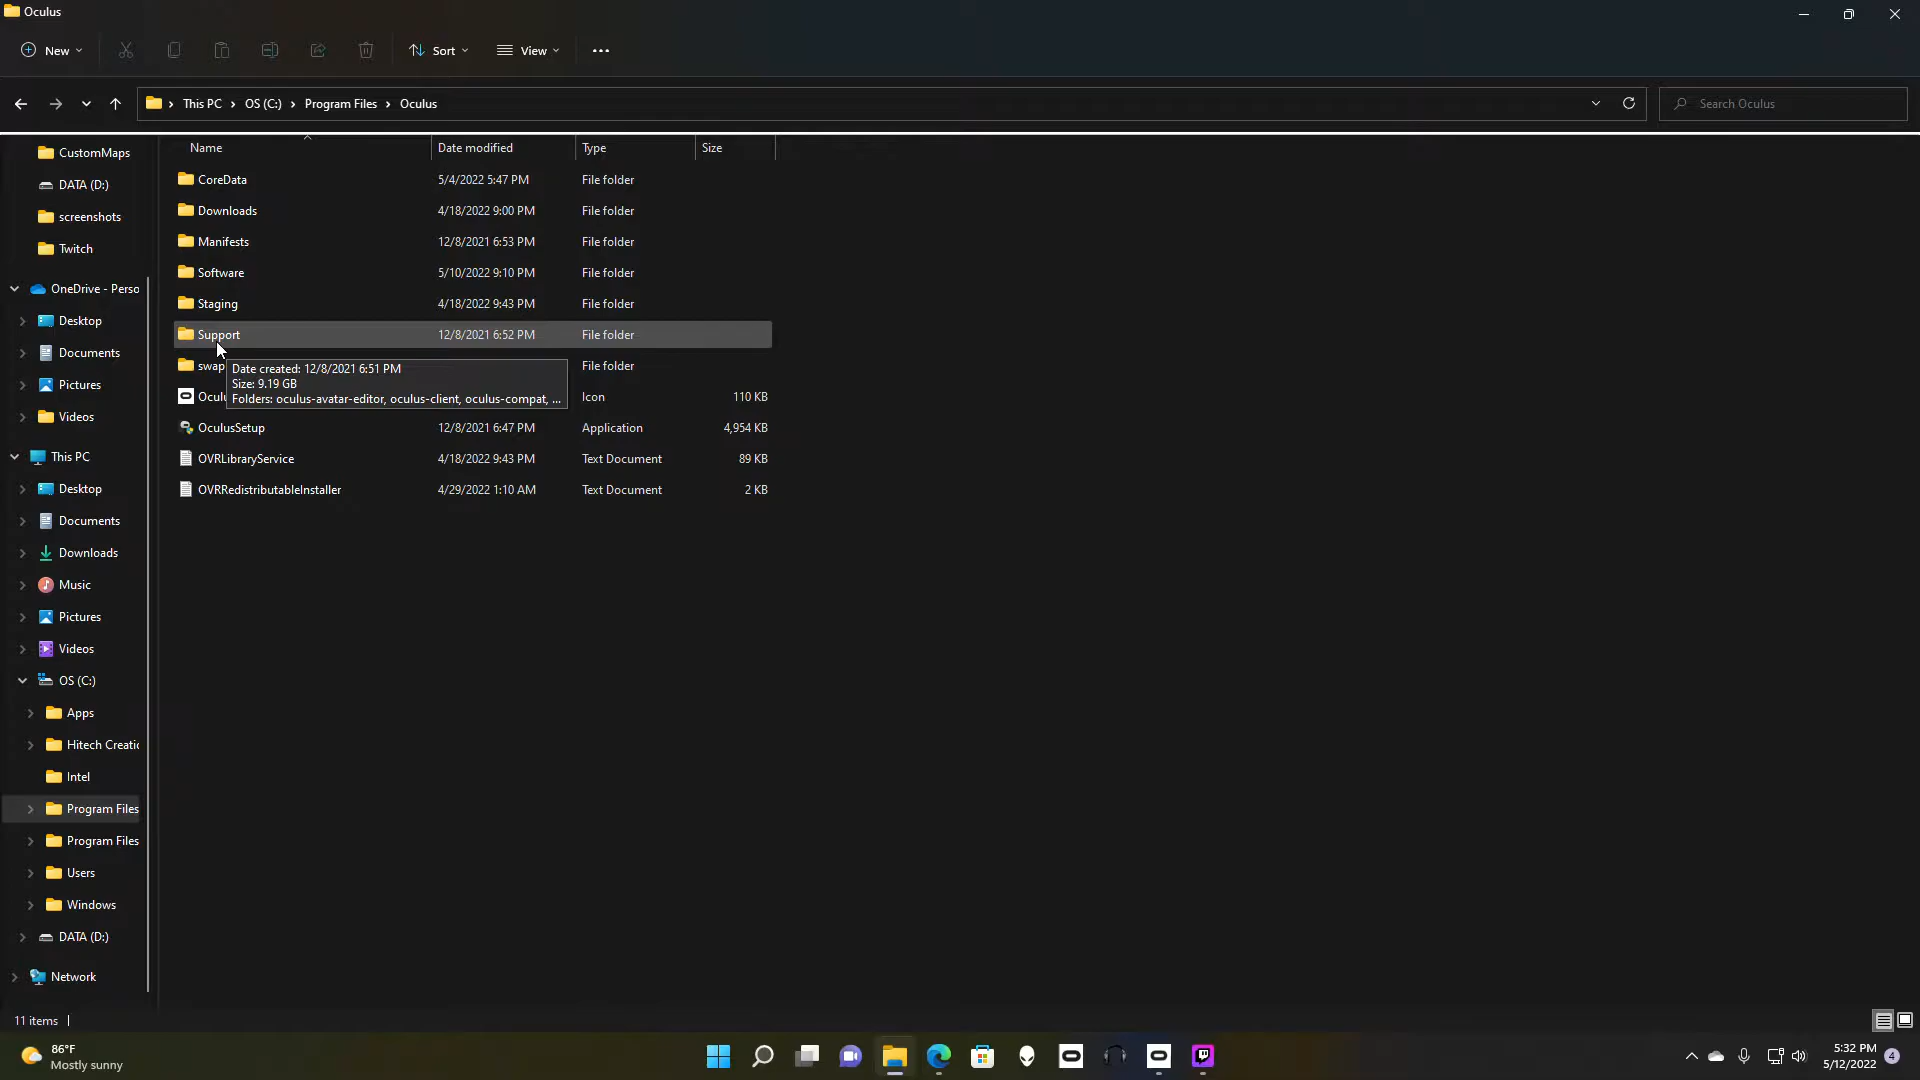 Oculus
New
Sort
View
This PC > OS (C:) > Program Files > Oculus
Search Oculus
CustomMaps
DATA (D:)
screenshots
Twitch
OneDrive - Perso
Desktop
Documents
Pictures
Videos
This PC
Desktop
Documents
Downloads
Music
Pictures
Videos
OS (C:)
Apps
Hitech Creatic
Intel
Program Files
Program Files
Users
Windows
DATA (D:)
Network
Name Date modified Type Size
CoreData 5/4/2022 5:47 PM File folder
Downloads 4/18/2022 9:00 PM File folder
Manifests 12/8/2021 6:53 PM File folder
Software 5/10/2022 9:10 PM File folder
Staging 4/18/2022 9:43 PM File folder
Support 12/8/2021 6:52 PM File folder
swap File folder
Date created: 12/8/2021 6:51 PM
Size: 9.19 GB
Folders: oculus-avatar-editor, oculus-client, oculus-compat, ...
Ocul Icon 110 KB
OculusSetup 12/8/2021 6:47 PM Application 4,954 KB
OVRLibraryService 4/18/2022 9:43 PM Text Document 89 KB
OVRRedistributableInstaller 4/29/2022 1:10 AM Text Document 2 KB
11 items
86°F
Mostly sunny
5:32 PM
5/12/2022
4